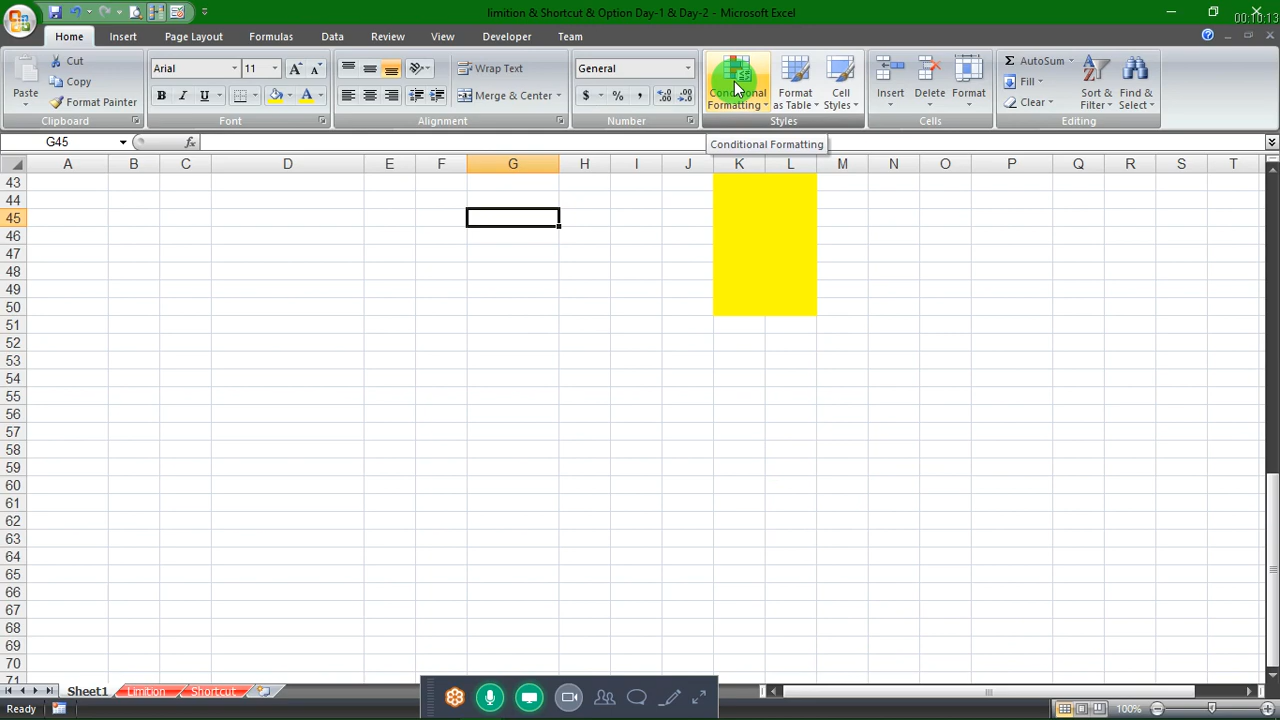 limition & Shortcut & Option Day-1 & Day-2 - Microsoft Excel
00:10:13
Home Insert Page Layout Formulas Data Review View Developer Team
Paste
Cut
Copy
Format Painter
Clipboard
Arial 11
B I U
Font
Wrap Text
Merge & Center
Alignment
General
$ % ,
Number
Conditional
Formatting
Format
as Table
Cell
Styles
Styles
Insert
Delete
Format
Cells
Σ AutoSum
Fill
Clear
Sort &
Filter
Find &
Select
Editing
G45 fx
Conditional Formatting
A B C D E F G H I J K L M N O P Q R S T
43
44
45
46
47
48
49
50
51
52
53
54
55
56
57
58
59
60
61
62
63
64
65
66
67
68
69
70
71
Sheet1 Limition Shortcut
Ready 100%